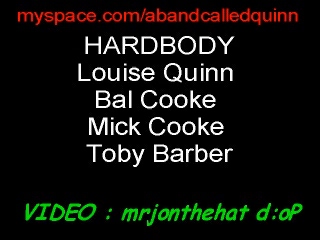 myspace.com/abandcalledquinn
HARDBODY
Louise Quinn
Bal Cooke
Mick Cooke
Toby Barber
VIDEO : mrjonthehat d:oP